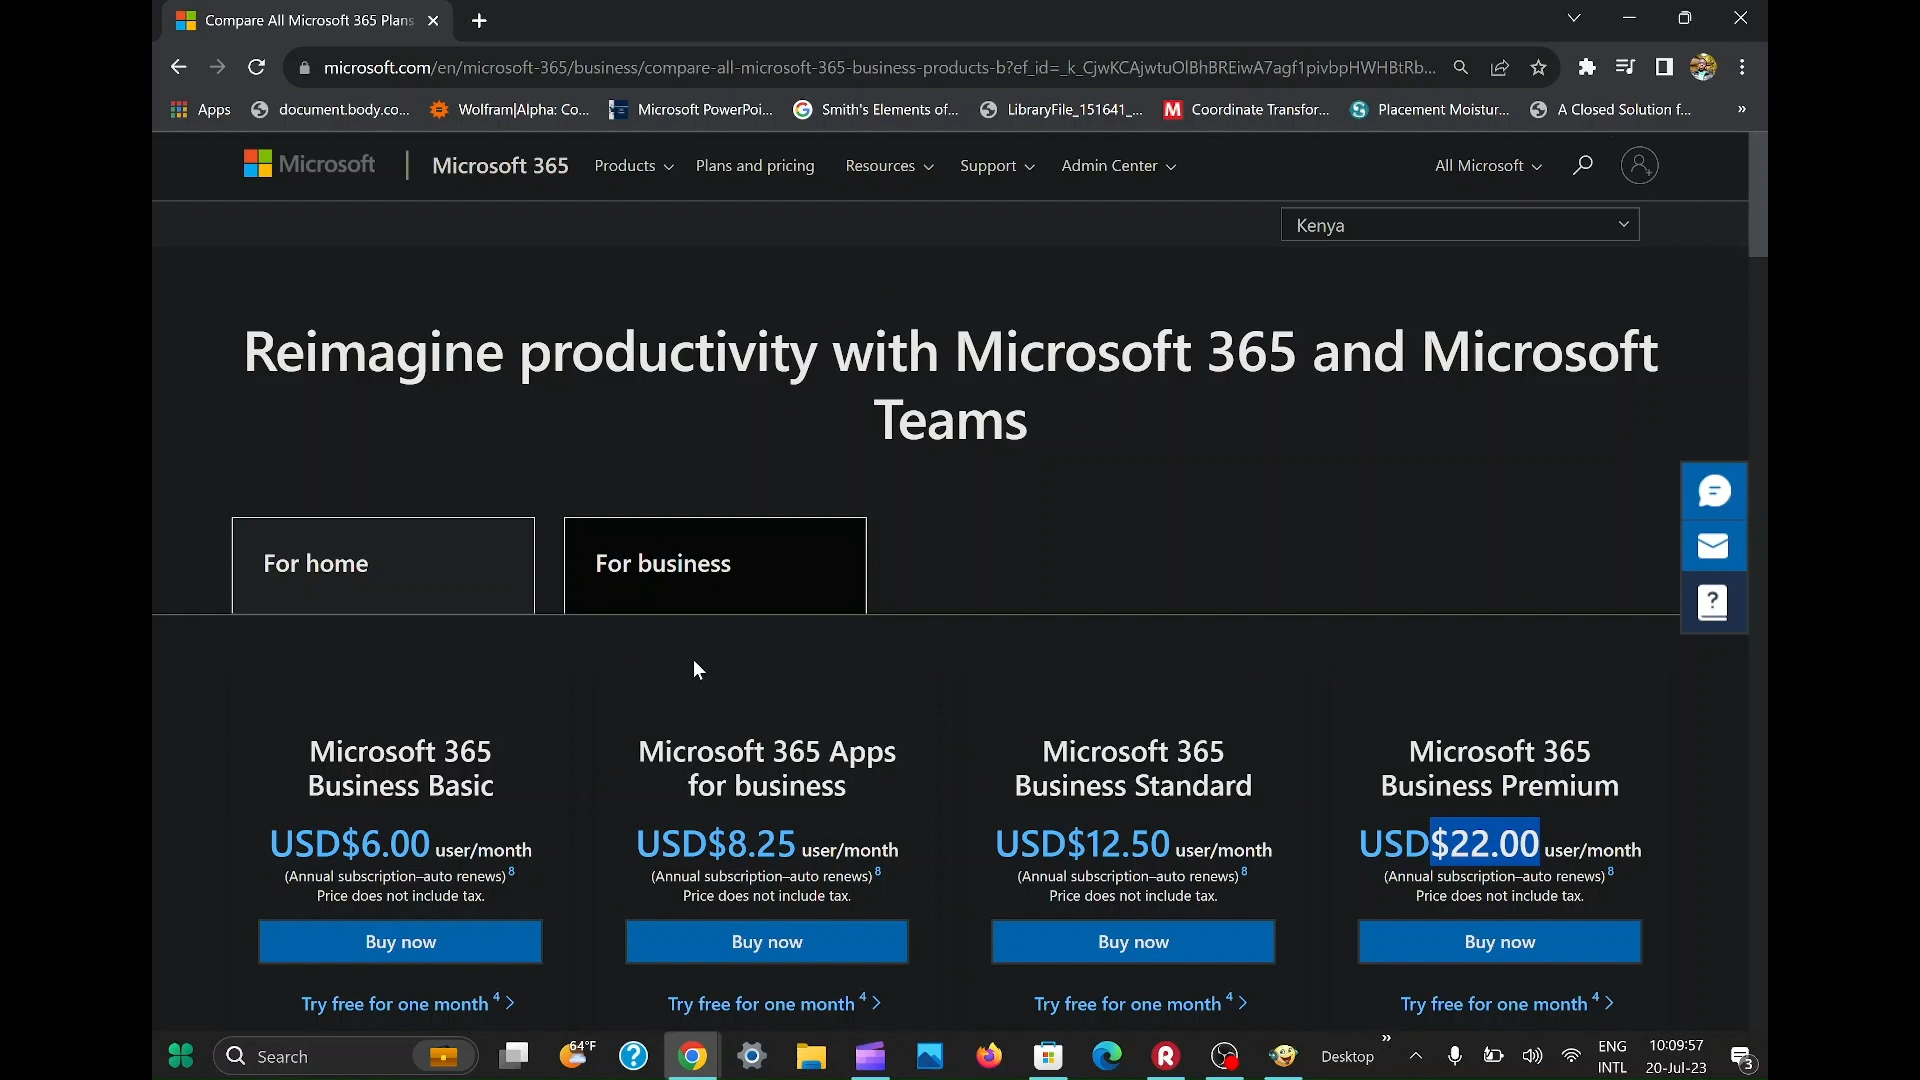 Compare All Microsoft 365 Plans
microsoft.com/en/microsoft-365/business/compare-all-microsoft-365-business-products-b?ef_id=_k_CjwKCAjwtuOlBhBREiwA7agf1pivbpHWHBtRb...
Apps document.body.co... Wolfram|Alpha: Co... Microsoft PowerPoi... Smith's Elements of... LibraryFile_151641_... Coordinate Transfor... Placement Moistur... A Closed Solution f... »
Microsoft | Microsoft 365 Products Plans and pricing Resources Support Admin Center All Microsoft
Kenya
Reimagine productivity with Microsoft 365 and Microsoft
Teams
For home For business
Microsoft 365
Business Basic
USD$6.00 user/month
(Annual subscription–auto renews) 8
Price does not include tax.
Buy now
Try free for one month 4
Microsoft 365 Apps
for business
USD$8.25 user/month
(Annual subscription–auto renews) 8
Price does not include tax.
Buy now
Try free for one month 4
Microsoft 365
Business Standard
USD$12.50 user/month
(Annual subscription–auto renews) 8
Price does not include tax.
Buy now
Try free for one month 4
Microsoft 365
Business Premium
USD$22.00 user/month
(Annual subscription–auto renews) 8
Price does not include tax.
Buy now
Try free for one month 4
Search 64°F Desktop »
ENG
INTL
10:09:57
20-Jul-23
3